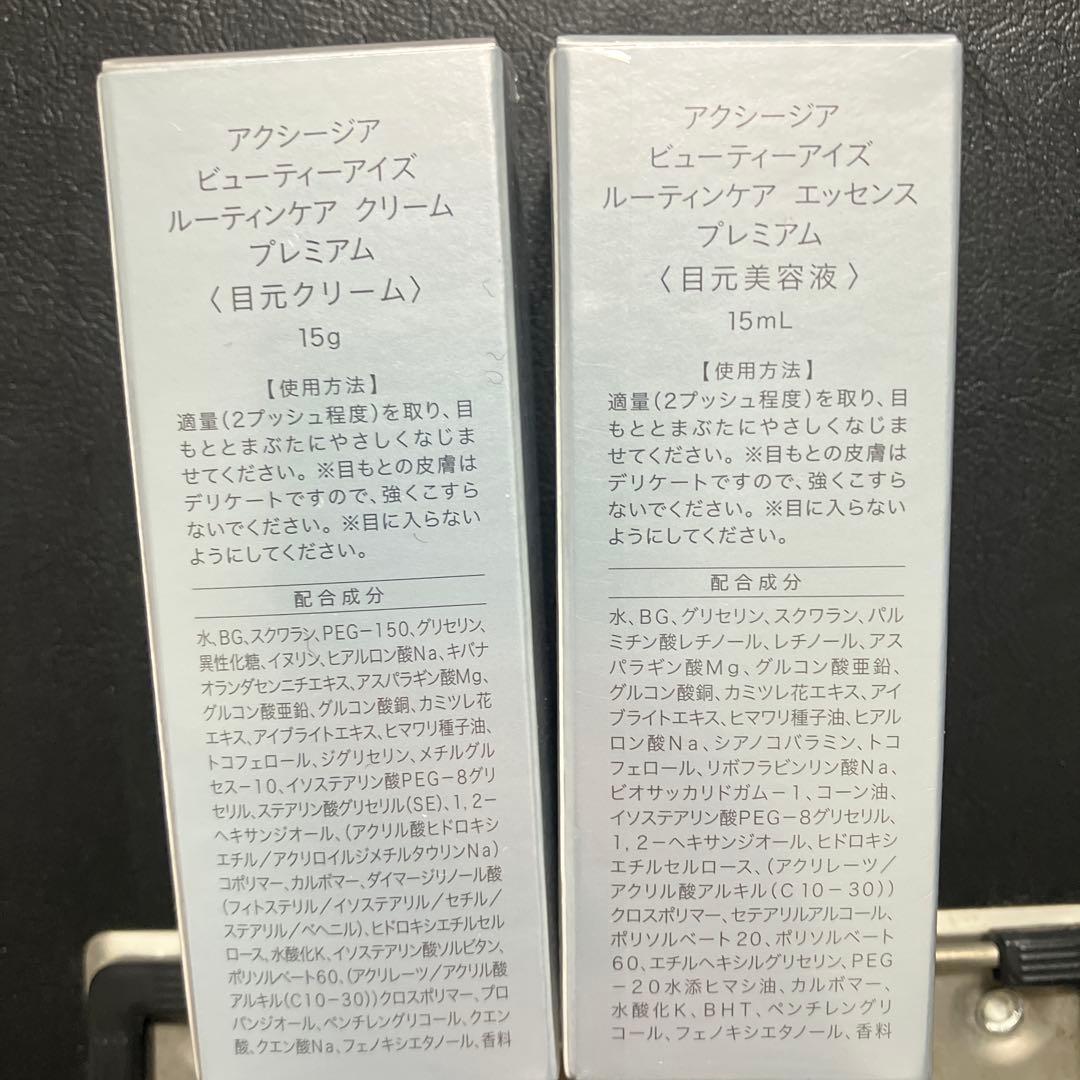 アクシージア
ビューティーアイズ
ルーティンケア クリーム
プレミアム
〈目元クリーム〉
15g
【使用方法】
適量(2プッシュ程度)を取り、目
もととまぶたにやさしくなじま
せてください。※目もとの皮膚は
デリケートですので、強くこすら
ないでください。※目に入らない
ようにしてください。
配合成分
水、BG、スクワラン、PEG-150、グリセリン、
異性化糖、イヌリン、ヒアルロン酸Na、キバナ
オランダセンニチエキス、アスパラギン酸Mg、
グルコン酸亜鉛、グルコン酸銅、カミツレ花
エキス、アイブライトエキス、ヒマワリ種子油、
トコフェロール、ジグリセリン、メチルグル
セス-10、イソステアリン酸PEG-8グリ
セリル、ステアリン酸グリセリル(SE)、1,2-
ヘキサンジオール、(アクリル酸ヒドロキシ
エチル/アクリロイルジメチルタウリンNa)
コポリマー、カルボマー、ダイマージリノール酸
(フィトステリル/イソステアリル/セチル/
ステアリル/ベヘニル)、ヒドロキシエチルセル
ロース、水酸化K、イソステアリン酸ソルビタン、
ポリソルベート60、(アクリレーツ/アクリル酸
アルキル(C10-30))クロスポリマー、プロ
パンジオール、ペンチレングリコール、クエン
酸、クエン酸Na、フェノキシエタノール、香料
アクシージア
ビューティーアイズ
ルーティンケア エッセンス
プレミアム
〈目元美容液〉
15mL
【使用方法】
適量(2プッシュ程度)を取り、目
もととまぶたにやさしくなじま
せてください。※目もとの皮膚は
デリケートですので、強くこすら
ないでください。※目に入らない
ようにしてください。
配合成分
水、BG、グリセリン、スクワラン、パル
ミチン酸レチノール、レチノール、アス
パラギン酸Mg、グルコン酸亜鉛、
グルコン酸銅、カミツレ花エキス、アイ
ブライトエキス、ヒマワリ種子油、ヒアル
ロン酸Na、シアノコバラミン、トコ
フェロール、リボフラビンリン酸Na、
ビオサッカリドガム-1、コーン油、
イソステアリン酸PEG-8グリセリル、
1,2-ヘキサンジオール、ヒドロキシ
エチルセルロース、(アクリレーツ/
アクリル酸アルキル(C10-30))
クロスポリマー、セテアリルアルコール、
ポリソルベート20、ポリソルベート
60、エチルヘキシルグリセリン、PEG
-20水添ヒマシ油、カルボマー、
水酸化K、BHT、ペンチレングリ
コール、フェノキシエタノール、香料